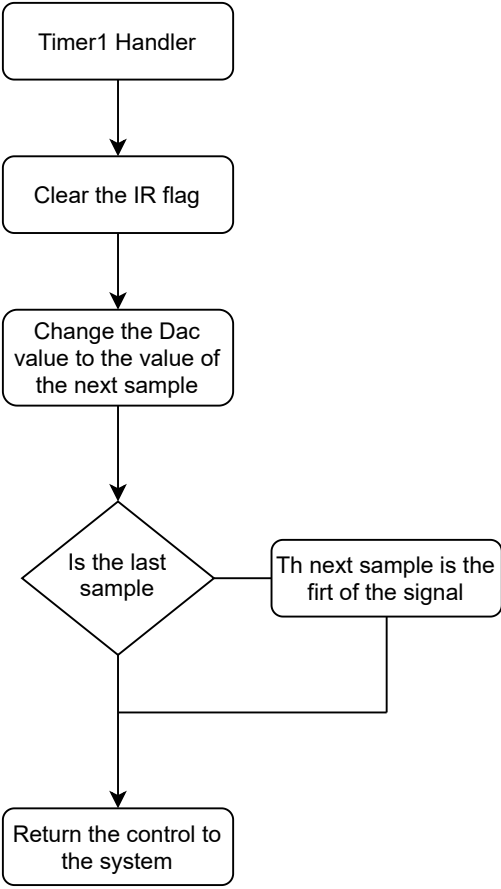 Timer1 Handler
Clear the IR flag
Change the Dac
value to the value of
the next sample
Is the last
sample
Th next sample is the
firt of the signal
Return the control to
the system